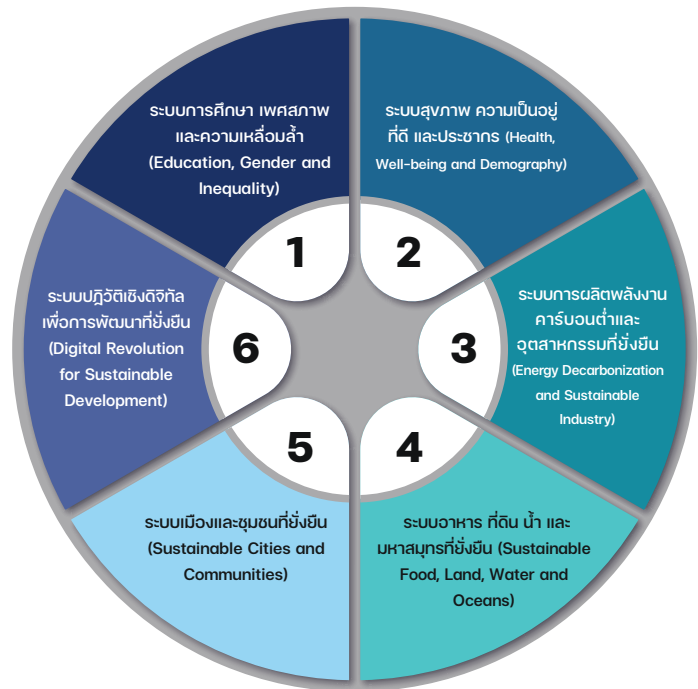 ระบบการศึกษา เพศสภาพ
และความเหลื่อมล้ำ
(Education, Gender and
Inequality)
1
ระบบสุขภาพ ความเป็นอยู่
ที่ดี และประชากร (Health,
Well-being and Demography)
2
ระบบการผลิตพลังงาน
คาร์บอนต่ำและ
อุตสาหกรรมที่ยั่งยืน
(Energy Decarbonization
and Sustainable
Industry)
3
ระบบอาหาร ที่ดิน น้ำ และ
มหาสมุทรที่ยั่งยืน (Sustainable
Food, Land, Water and
Oceans)
4
ระบบเมืองและชุมชนที่ยั่งยืน
(Sustainable Cities and
Communities)
5
ระบบปฎิวัติเชิงดิจิทัล
เพื่อการพัฒนาที่ยั่งยืน
(Digital Revolution
for Sustainable
Development)
6